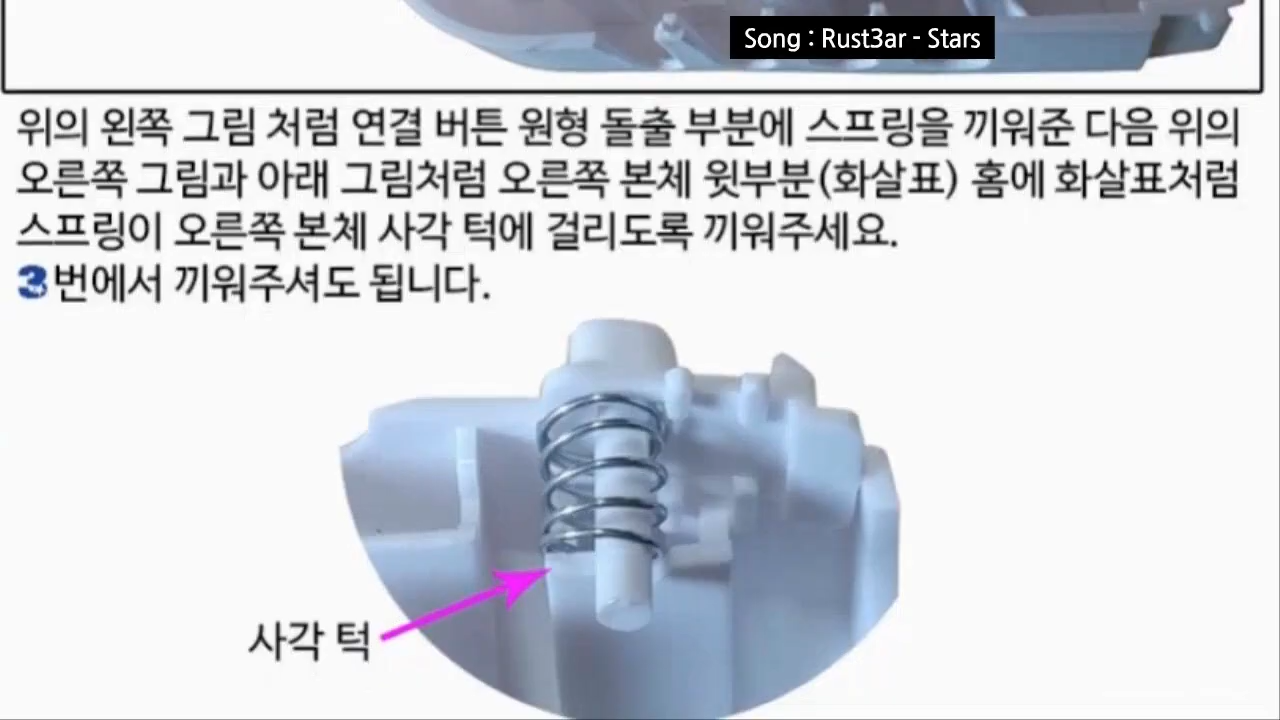 Song : Rust3ar - Stars
위의 왼쪽 그림 처럼 연결 버튼 원형 돌출 부분에 스프링을 끼워준 다음 위의
오른쪽 그림과 아래 그림처럼 오른쪽 본체 윗부분(화살표) 홈에 화살표처럼
스프링이 오른쪽 본체 사각 턱에 걸리도록 끼워주세요.
3번에서 끼워주셔도 됩니다.
사각 턱